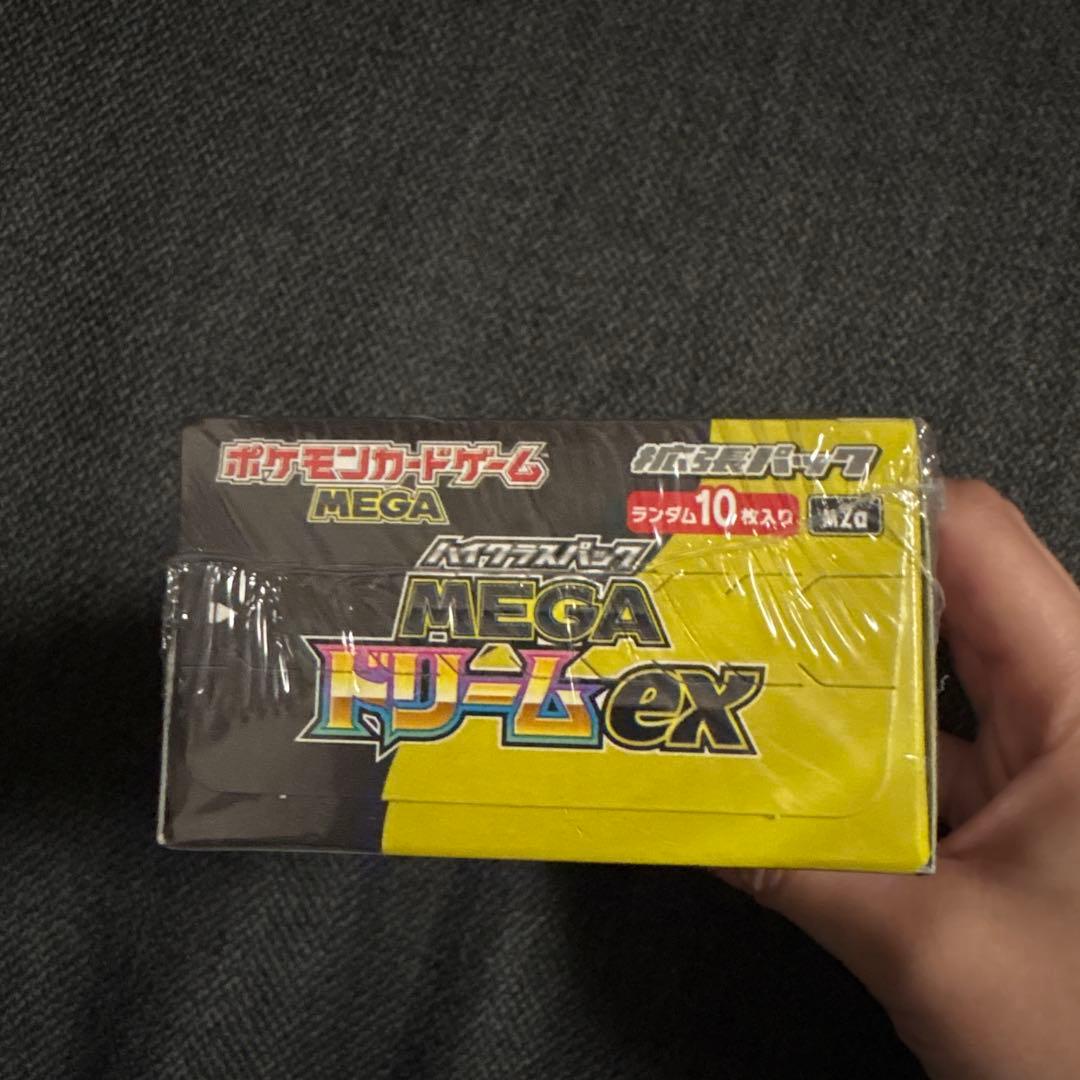 ポケモンカードゲーム
MEGA
拡張パック
ランダム10枚入り M2a
ハイクラスパック
MEGA
ドリームex